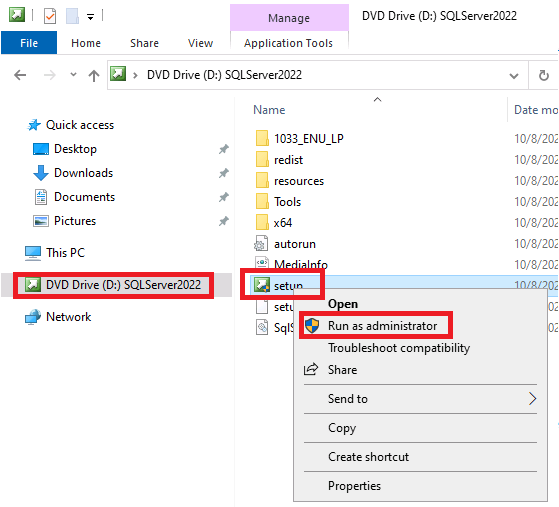 Manage
DVD Drive (D:) SQLServer2022
File
Home
Share
View
Application Tools
DVD Drive (D:) SQLServer2022
Name
Date mo
Quick access
Desktop
Downloads
Documents
Pictures
This PC
DVD Drive (D:) SQLServer2022
Network
1033_ENU_LP
10/8/202
redist
10/8/202
resources
10/8/202
Tools
10/8/202
x64
10/8/202
autorun
10/8/202
MediaInfo
10/8/202
setup
10/8/202
setu
SqlS
Open
Run as administrator
Troubleshoot compatibility
Share
Send to
Copy
Create shortcut
Properties